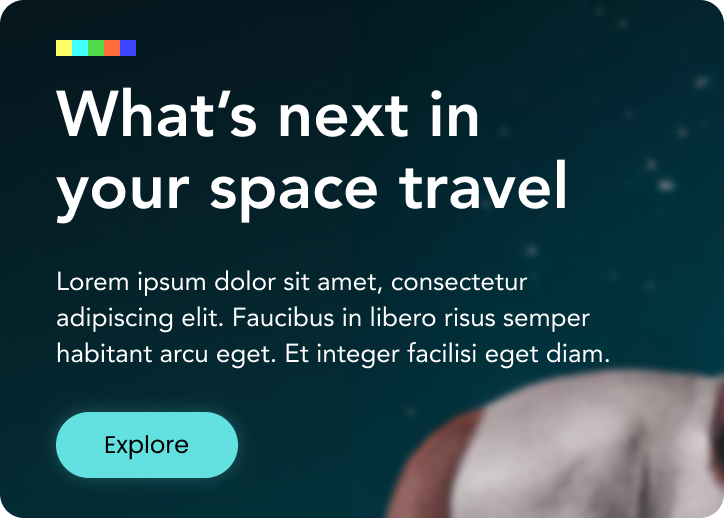 What’s next in
your space travel
Lorem ipsum dolor sit amet, consectetur
adipiscing elit. Faucibus in libero risus semper
habitant arcu eget. Et integer facilisi eget diam.
Explore